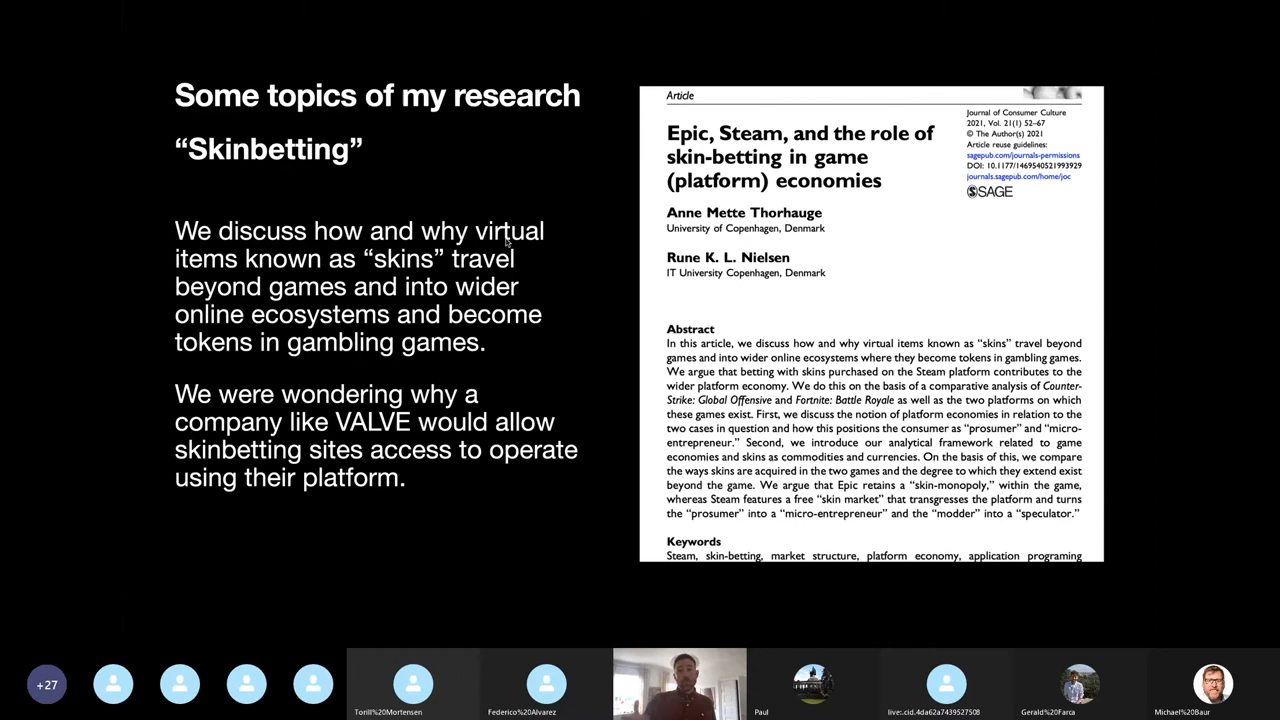 Some topics of my research
“Skinbetting”
We discuss how and why virtual
items known as “skins” travel
beyond games and into wider
online ecosystems and become
tokens in gambling games.
We were wondering why a
company like VALVE would allow
skinbetting sites access to operate
using their platform.
Article
Journal of Consumer Culture
2021, Vol. 21(1) 52–67
© The Author(s) 2021
Article reuse guidelines:
sagepub.com/journals-permissions
DOI: 10.1177/1469540521993929
journals.sagepub.com/home/joc
SAGE
Epic, Steam, and the role of
skin-betting in game
(platform) economies
Anne Mette Thorhauge
University of Copenhagen, Denmark
Rune K. L. Nielsen
IT University Copenhagen, Denmark
Abstract
In this article, we discuss how and why virtual items known as “skins” travel beyond
games and into wider online ecosystems where they become tokens in gambling games.
We argue that betting with skins purchased on the Steam platform contributes to the
wider platform economy. We do this on the basis of a comparative analysis of Counter-
Strike: Global Offensive and Fortnite: Battle Royale as well as the two platforms on which
these games exist. First, we discuss the notion of platform economies in relation to the
two cases in question and how this positions the consumer as “prosumer” and “micro-
entrepreneur.” Second, we introduce our analytical framework related to game
economies and skins as commodities and currencies. On the basis of this, we compare
the ways skins are acquired in the two games and the degree to which they extend exist
beyond the game. We argue that Epic retains a “skin-monopoly,” within the game,
whereas Steam features a free “skin market” that transgresses the platform and turns
the “prosumer” into a “micro-entrepreneur” and the “modder” into a “speculator.”
Keywords
Steam, skin-betting, market structure, platform economy, application programing
+27
Torill%20Mortensen
Federico%20Alvarez
Paul
live:.cid.4da62a7439527508
Gerald%20Farca
Michael%20Baur